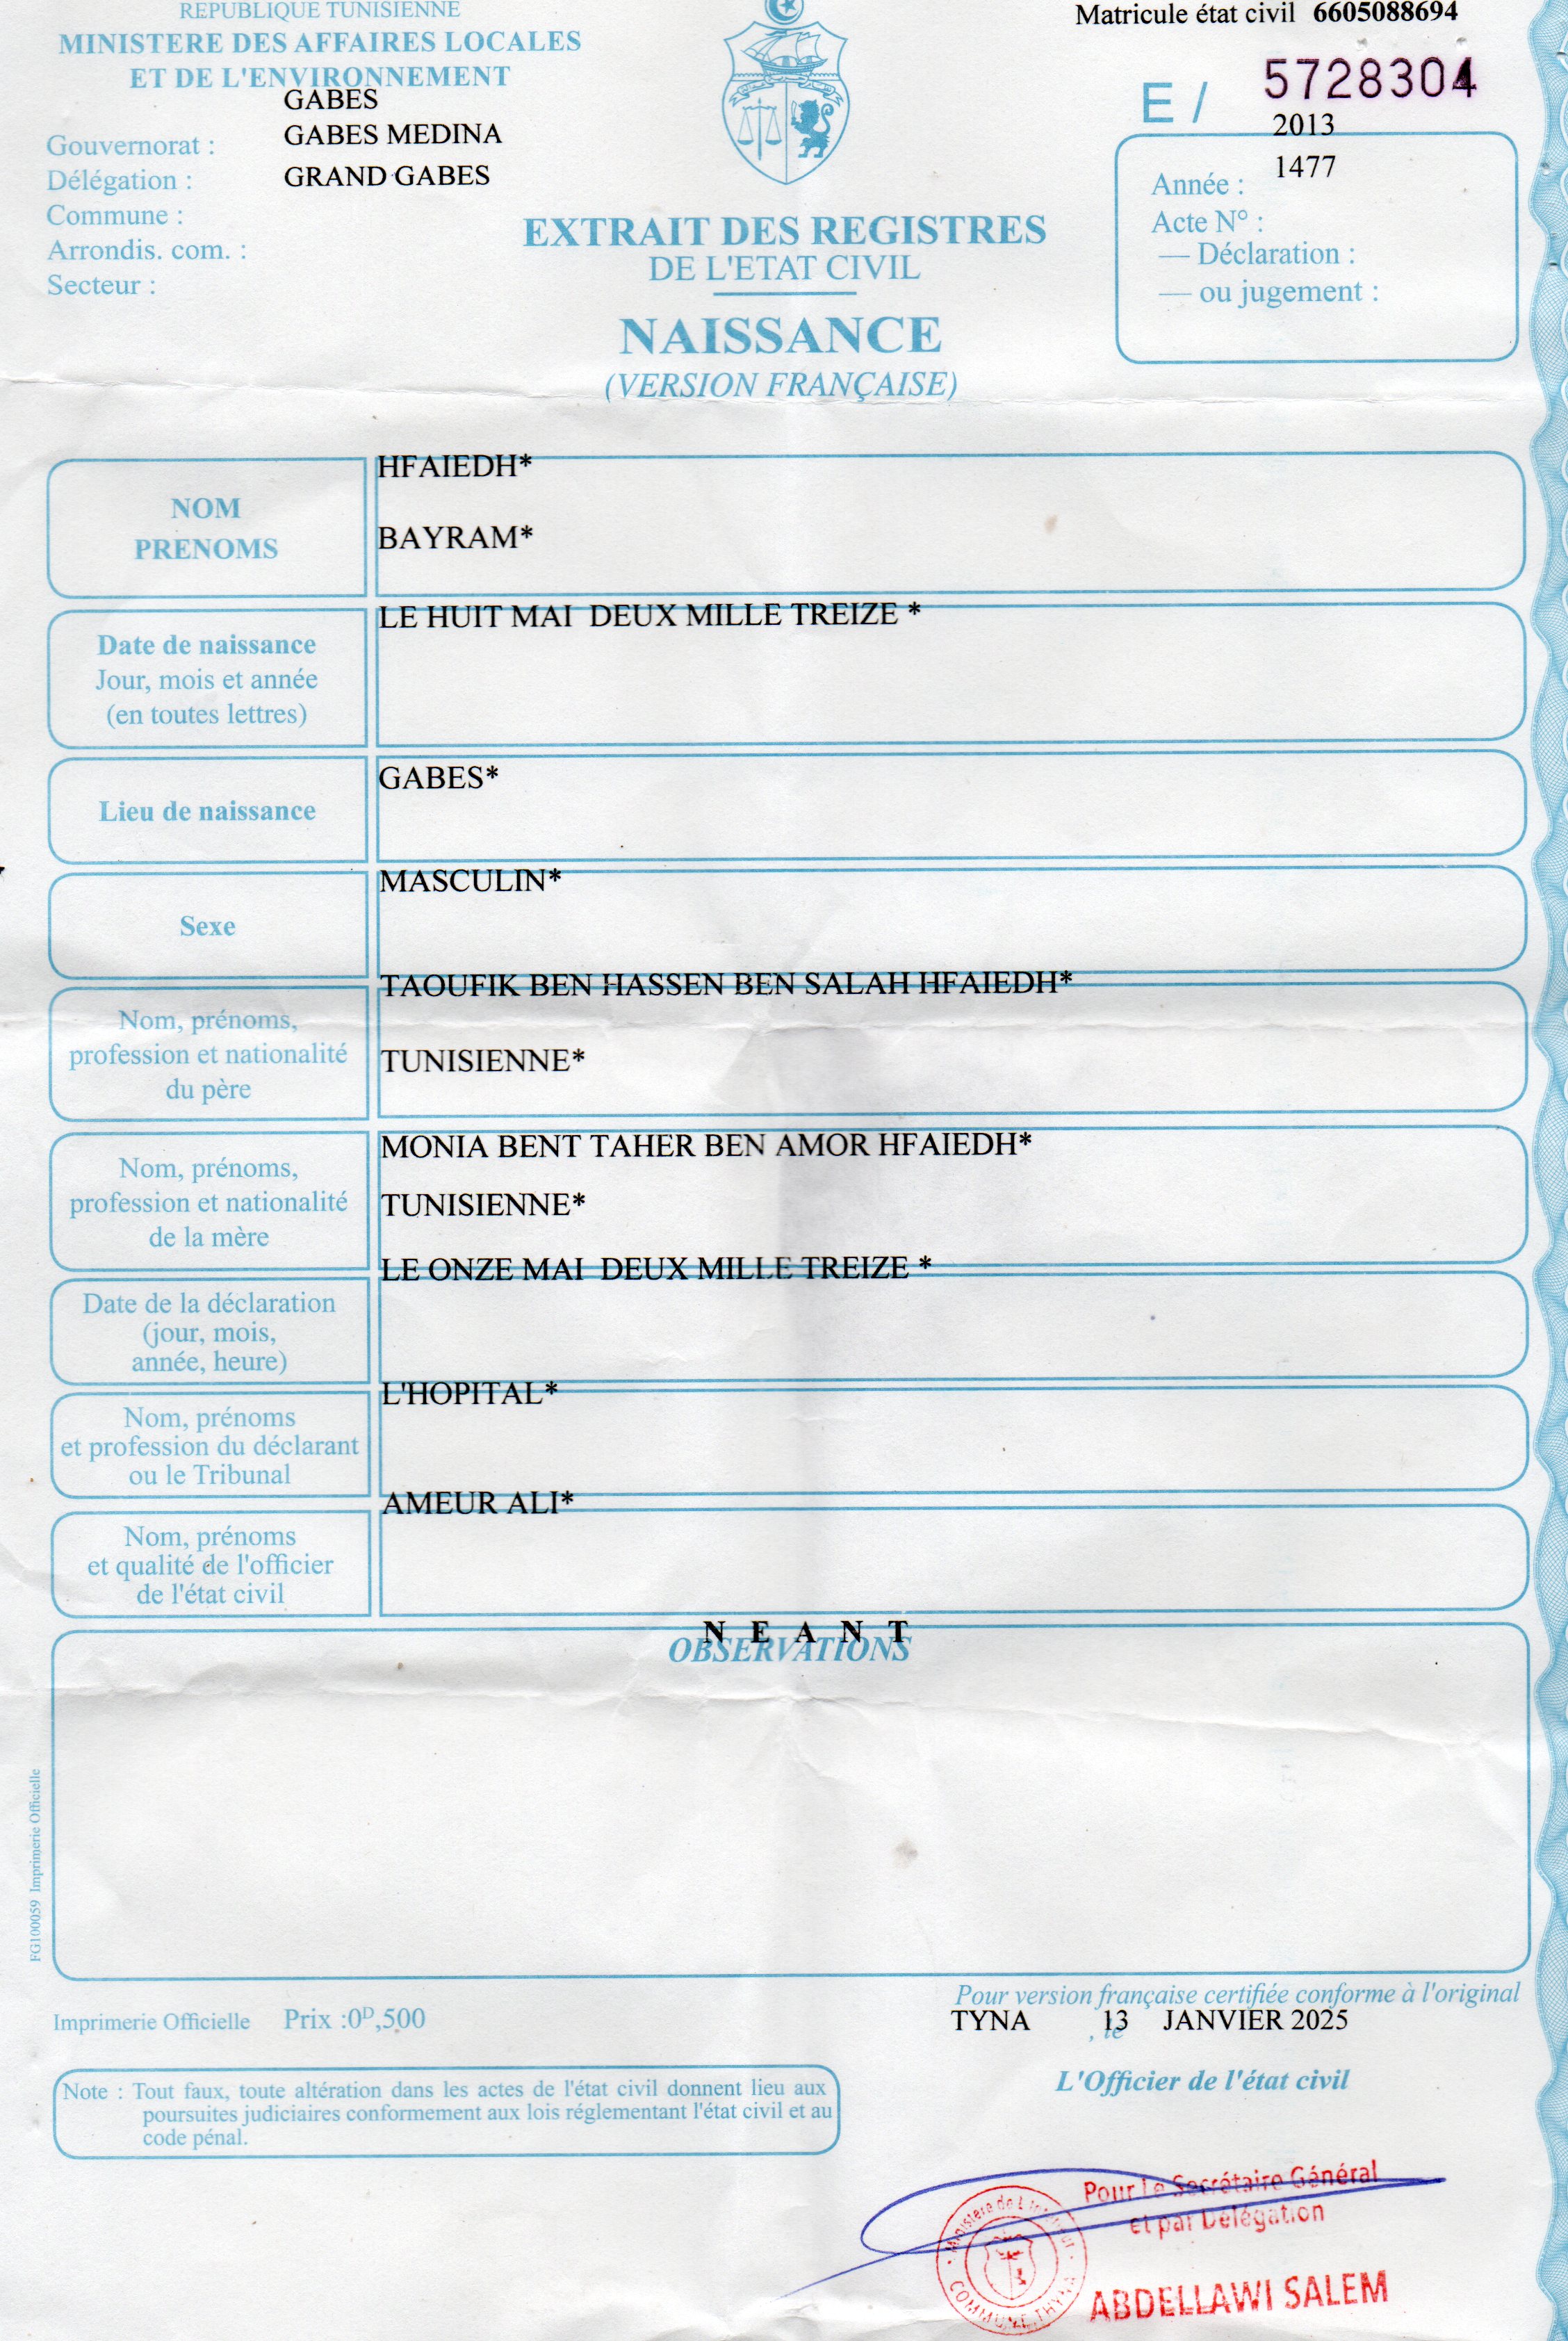 REPUBLIQUE TUNISIENNE
MINISTERE DES AFFAIRES LOCALES
ET DE L'ENVIRONNEMENT
GABES
Gouvernorat :
GABES MEDINA
Délégation :
GRAND GABES
Commune :
Arrondis. com. :
Secteur :
Matricule état civil 6605088694
E / 5728304
2013
Année :
1477
Acte N° :
— Déclaration :
— ou jugement :
EXTRAIT DES REGISTRES
DE L'ETAT CIVIL
NAISSANCE
(VERSION FRANÇAISE)
NOM
PRENOMS
HFAIEDH*
BAYRAM*
Date de naissance
Jour, mois et année
(en toutes lettres)
LE HUIT MAI DEUX MILLE TREIZE *
Lieu de naissance
GABES*
Sexe
MASCULIN*
Nom, prénoms,
profession et nationalité
du père
TAOUFIK BEN HASSEN BEN SALAH HFAIEDH*
TUNISIENNE*
Nom, prénoms,
profession et nationalité
de la mère
MONIA BENT TAHER BEN AMOR HFAIEDH*
TUNISIENNE*
Date de la déclaration
(jour, mois,
année, heure)
LE ONZE MAI DEUX MILLE TREIZE *
Nom, prénoms
et profession du déclarant
ou le Tribunal
L'HOPITAL*
Nom, prénoms
et qualité de l'officier
de l'état civil
AMEUR ALI*
N E A N T
OBSERVATIONS
FG100059 Imprimerie Officielle
Imprimerie Officielle Prix :0D,500
Pour version française certifiée conforme à l'original
TYNA , le 13 JANVIER 2025
L'Officier de l'état civil
Note : Tout faux, toute altération dans les actes de l'état civil donnent lieu aux
poursuites judiciaires conformement aux lois réglementant l'état civil et au
code pénal.
Pour Le Secrétaire Général
et par Délégation
ABDELLAWI SALEM
COMMUNE THYNA